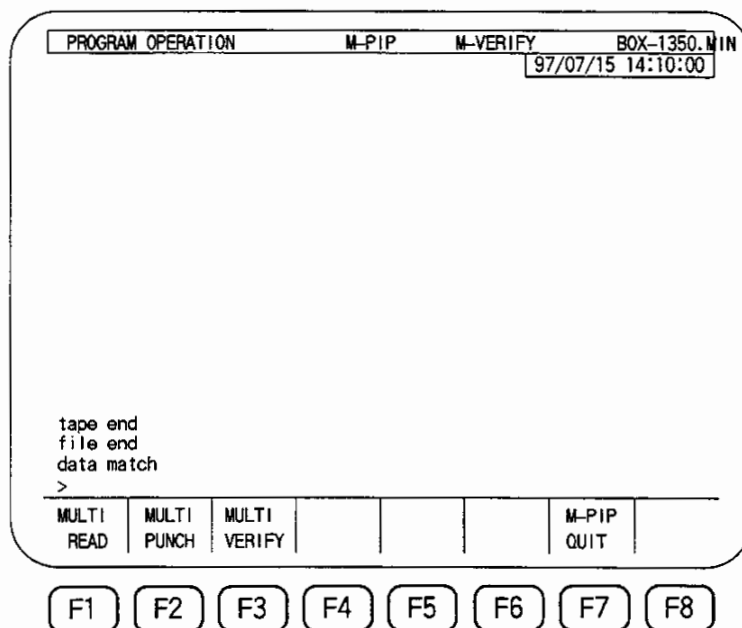 PROGRAM OPERATION M-PIP M-VERIFY BOX-1350.MIN
97/07/15 14:10:00
tape end
file end
data match
>
MULTI MULTI MULTI M-PIP
READ PUNCH VERIFY QUIT
F1 F2 F3 F4 F5 F6 F7 F8